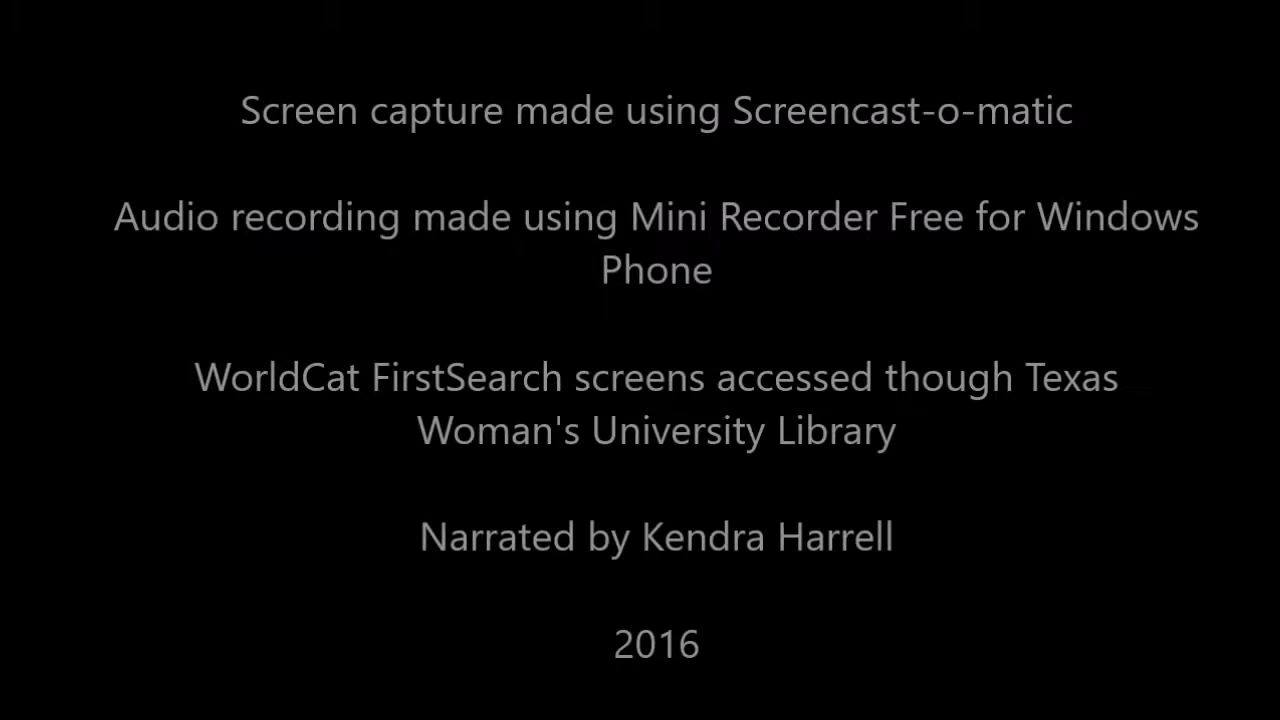 Screen capture made using Screencast-o-matic
Audio recording made using Mini Recorder Free for Windows
Phone
WorldCat FirstSearch screens accessed though Texas
Woman's University Library
Narrated by Kendra Harrell
2016